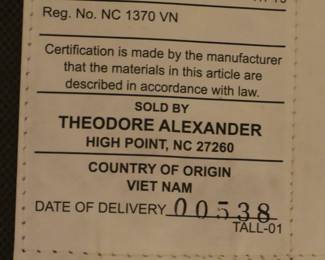 Reg. No. NC 1370 VN
Certification is made by the manufacturer
that the materials in this article are
described in accordance with law.
SOLD BY
THEODORE ALEXANDER
HIGH POINT, NC 27260
COUNTRY OF ORIGIN
VIET NAM
DATE OF DELIVERY 00538
TALL-01